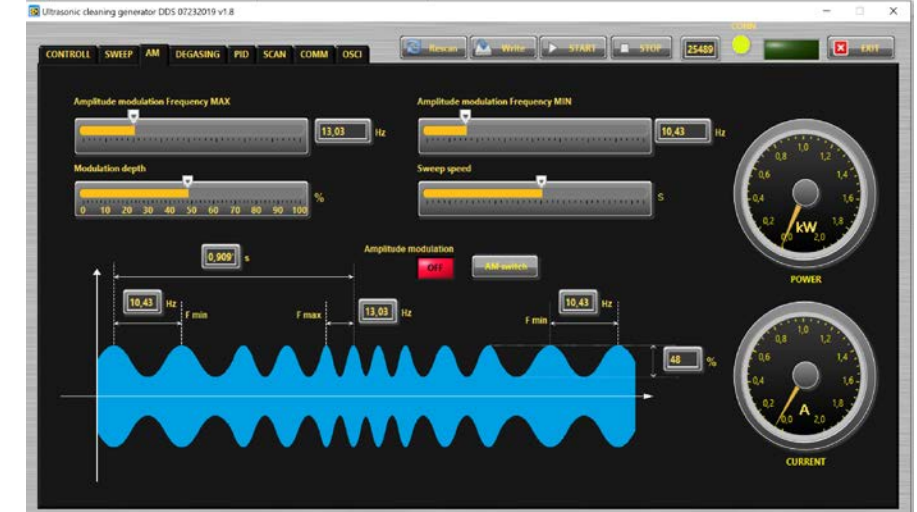 Ultrasonic cleaning generator DDS 07232019 v1.8
CONN
CONTROLL SWEEP AM DEGASING PID SCAN COMM OSCI
Rescan Write START STOP 25489 EXIT
Amplitude modulation Frequency MAX
13,03 Hz
Amplitude modulation Frequency MIN
10,43 Hz
Modulation depth
0 10 20 30 40 50 60 70 80 90 100 %
Sweep speed
S
0,0 0,2 0,4 0,6 0,8 1,0 1,2 1,4 1,6 1,8 2,0
kW
POWER
0,909 s
Amplitude modulation
OFF AM switch
10,43 Hz
F min
F max
13,03 Hz
10,43 Hz
F min
48 %
0,0 0,2 0,4 0,6 0,8 1,0 1,2 1,4 1,6 1,8 2,0
A
CURRENT